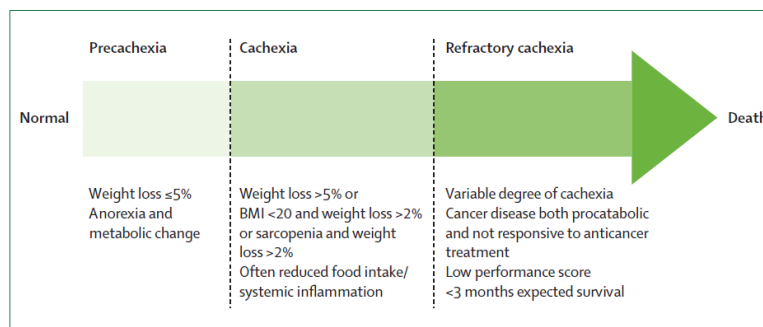 Precachexia
Cachexia
Refractory cachexia
Normal
Death
Weight loss ≤5%
Anorexia and
metabolic change
Weight loss >5% or
BMI <20 and weight loss >2%
or sarcopenia and weight
loss >2%
Often reduced food intake/
systemic inflammation
Variable degree of cachexia
Cancer disease both procatabolic
and not responsive to anticancer
treatment
Low performance score
<3 months expected survival